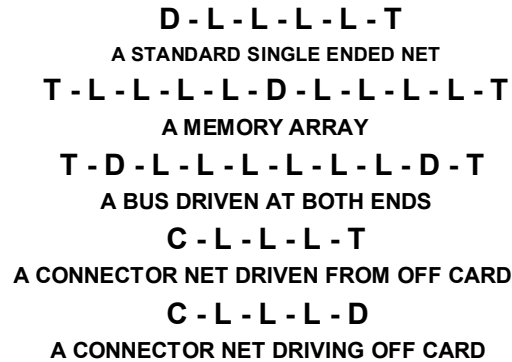 D - L - L - L - L - T
A STANDARD SINGLE ENDED NET
T - L - L - L - L - D - L - L - L - L - T
A MEMORY ARRAY
T - D - L - L - L - L - L - L - D - T
A BUS DRIVEN AT BOTH ENDS
C - L - L - L - T
A CONNECTOR NET DRIVEN FROM OFF CARD
C - L - L - L - D
A CONNECTOR NET DRIVING OFF CARD